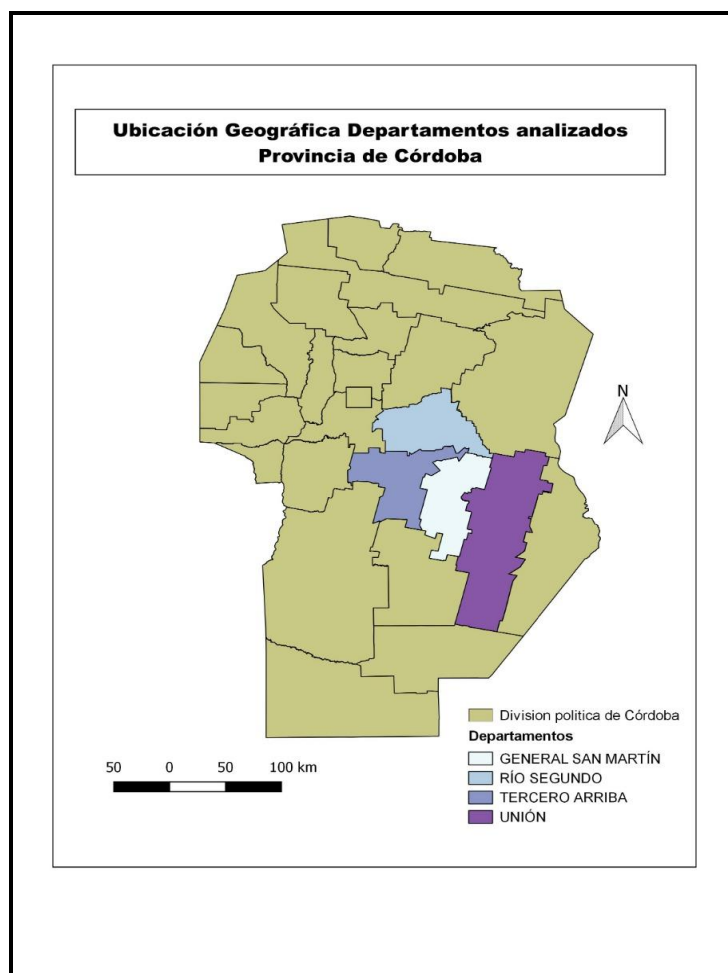 Ubicación Geográfica Departamentos analizados
Provincia de Córdoba
N
Division politica de Córdoba
Departamentos
GENERAL SAN MARTÍN
RÍO SEGUNDO
TERCERO ARRIBA
UNIÓN
50 0 50 100 km